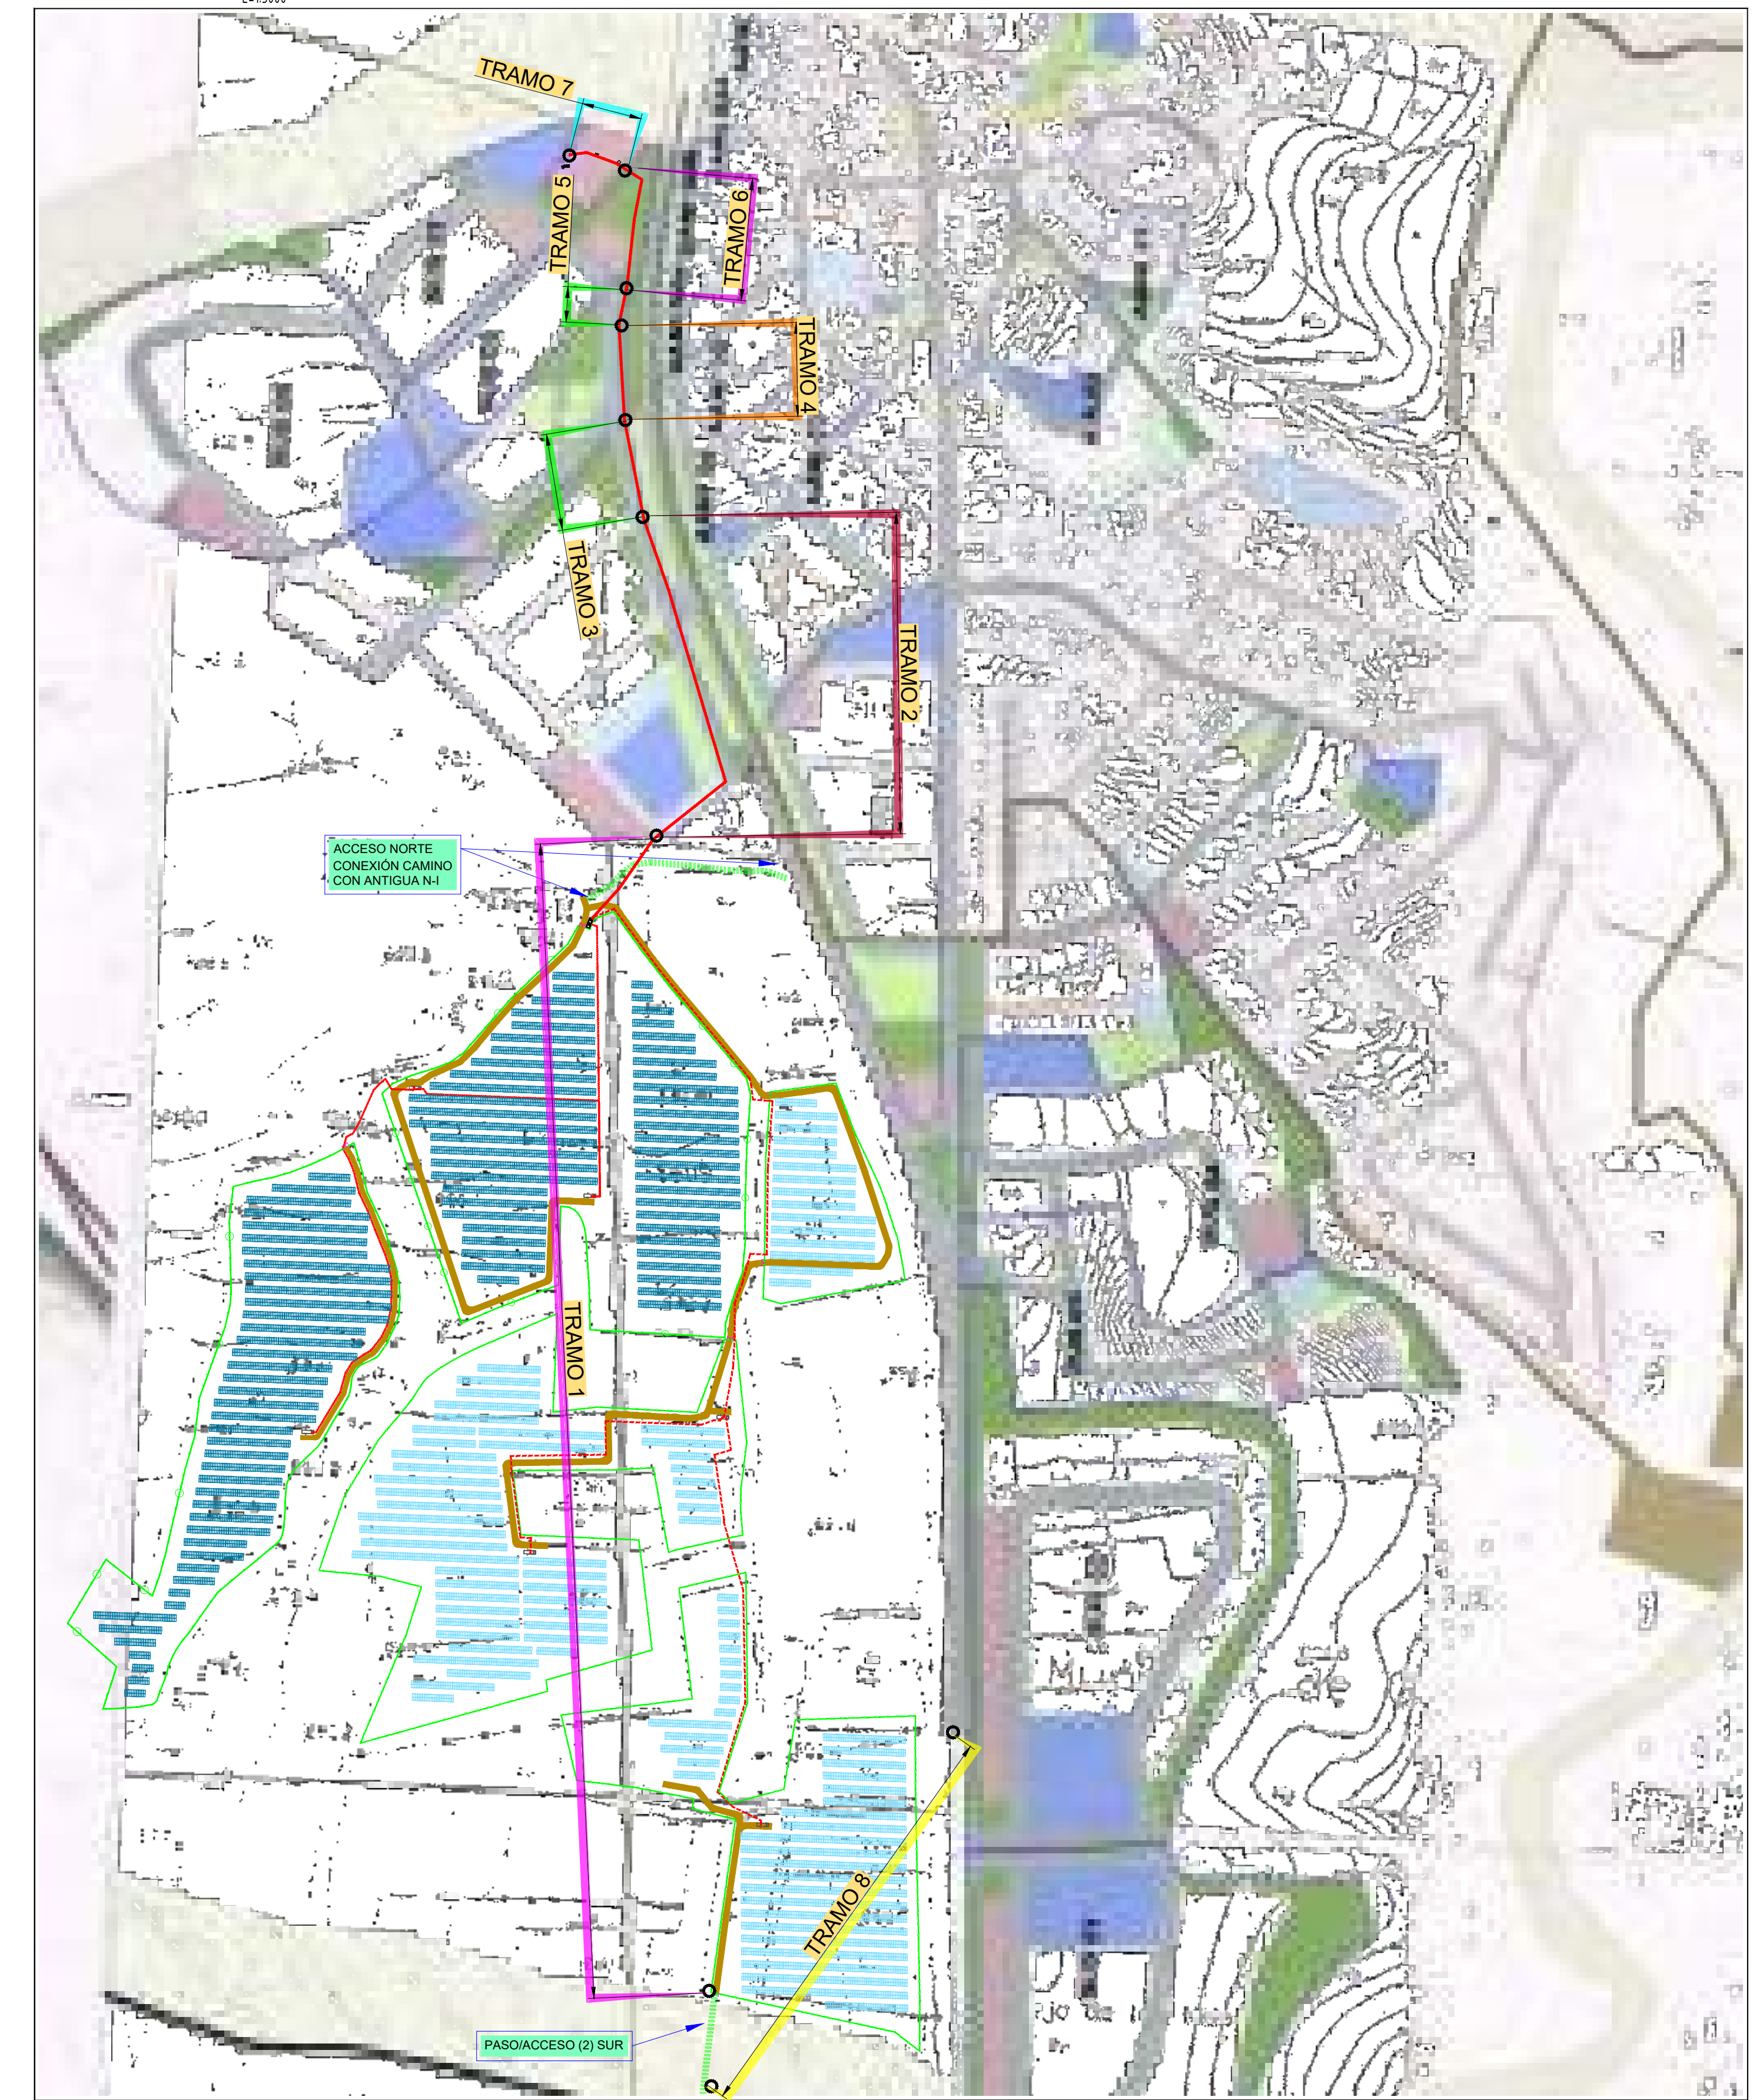 TRAMO 7
TRAMO 5
TRAMO 6
TRAMO 4
TRAMO 3
TRAMO 2
ACCESO NORTE
CONEXIÓN CAMINO
CON ANTIGUA N-I
TRAMO 1
TRAMO 8
PASO/ACCESO (2) SUR